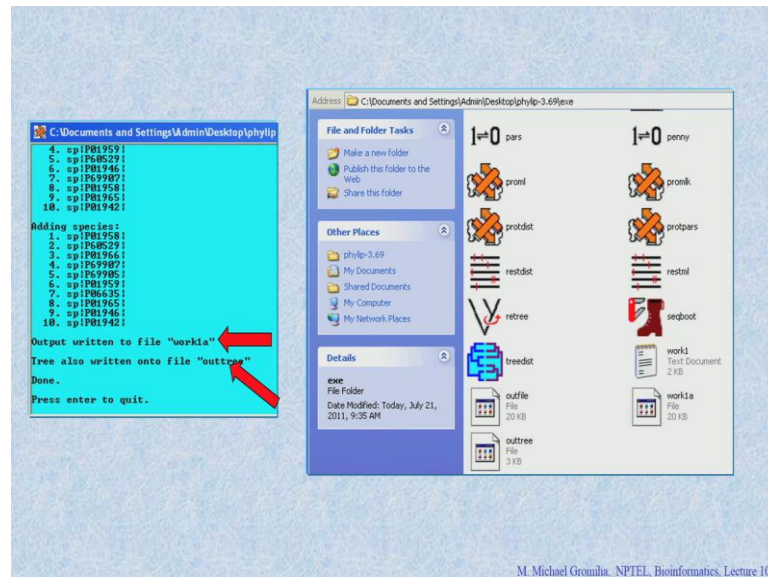 C:\Documents and Settings\Admin\Desktop\phylip
4. sp|P01959|
5. sp|P60529|
6. sp|P01946|
7. sp|P69907|
8. sp|P01958|
9. sp|P01965|
10. sp|P01942|
Adding species:
1. sp|P01958|
2. sp|P60529|
3. sp|P01966|
4. sp|P69907|
5. sp|P69905|
6. sp|P01959|
7. sp|P06635|
8. sp|P01965|
9. sp|P01946|
10. sp|P01942|
Output written to file "work1a"
Tree also written onto file "outtree"
Done.
Press enter to quit.
Address C:\Documents and Settings\Admin\Desktop\phylip-3.69\exe
File and Folder Tasks
Make a new folder
Publish this folder to the
Web
Share this folder
Other Places
phylip-3.69
My Documents
Shared Documents
My Computer
My Network Places
Details
exe
File Folder
Date Modified: Today, July 21,
2011, 9:35 AM
1⇌0 pars
1⇌0 penny
proml
promlk
protdist
protpars
restdist
restml
retree
seqboot
treedist
work1
Text Document
2 KB
outfile
File
20 KB
work1a
File
20 KB
outtree
File
3 KB
M. Michael Gromiha, NPTEL, Bioinformatics, Lecture 10